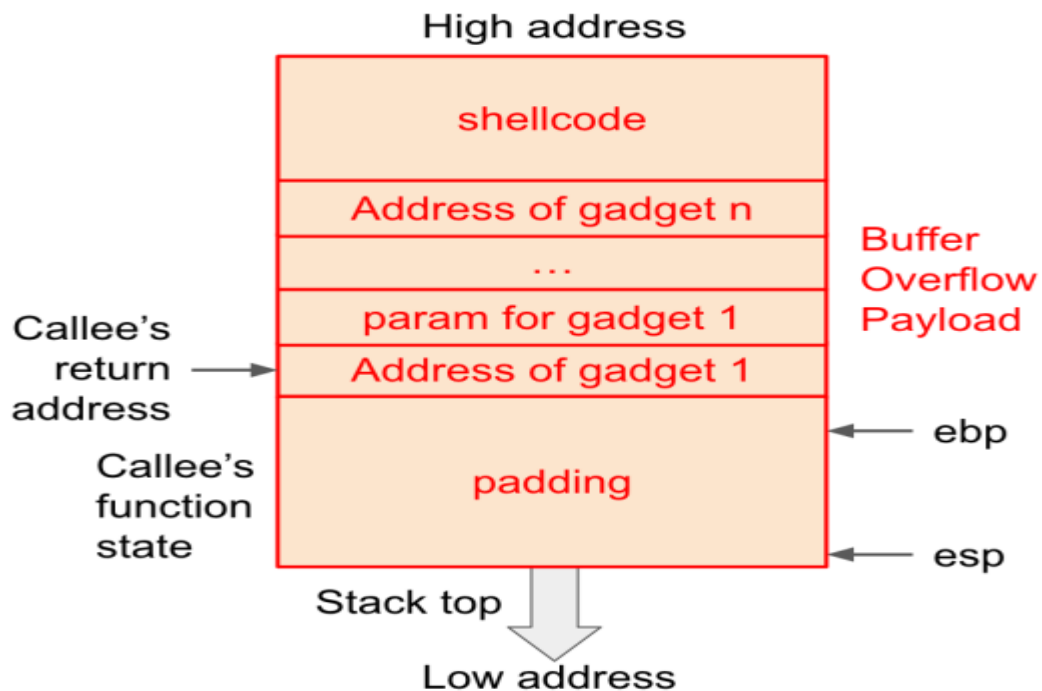 High address
shellcode
Address of gadget n
...
param for gadget 1
Address of gadget 1
padding
Buffer
Overflow
Payload
Callee’s
return
address
Callee’s
function
state
ebp
esp
Stack top
Low address